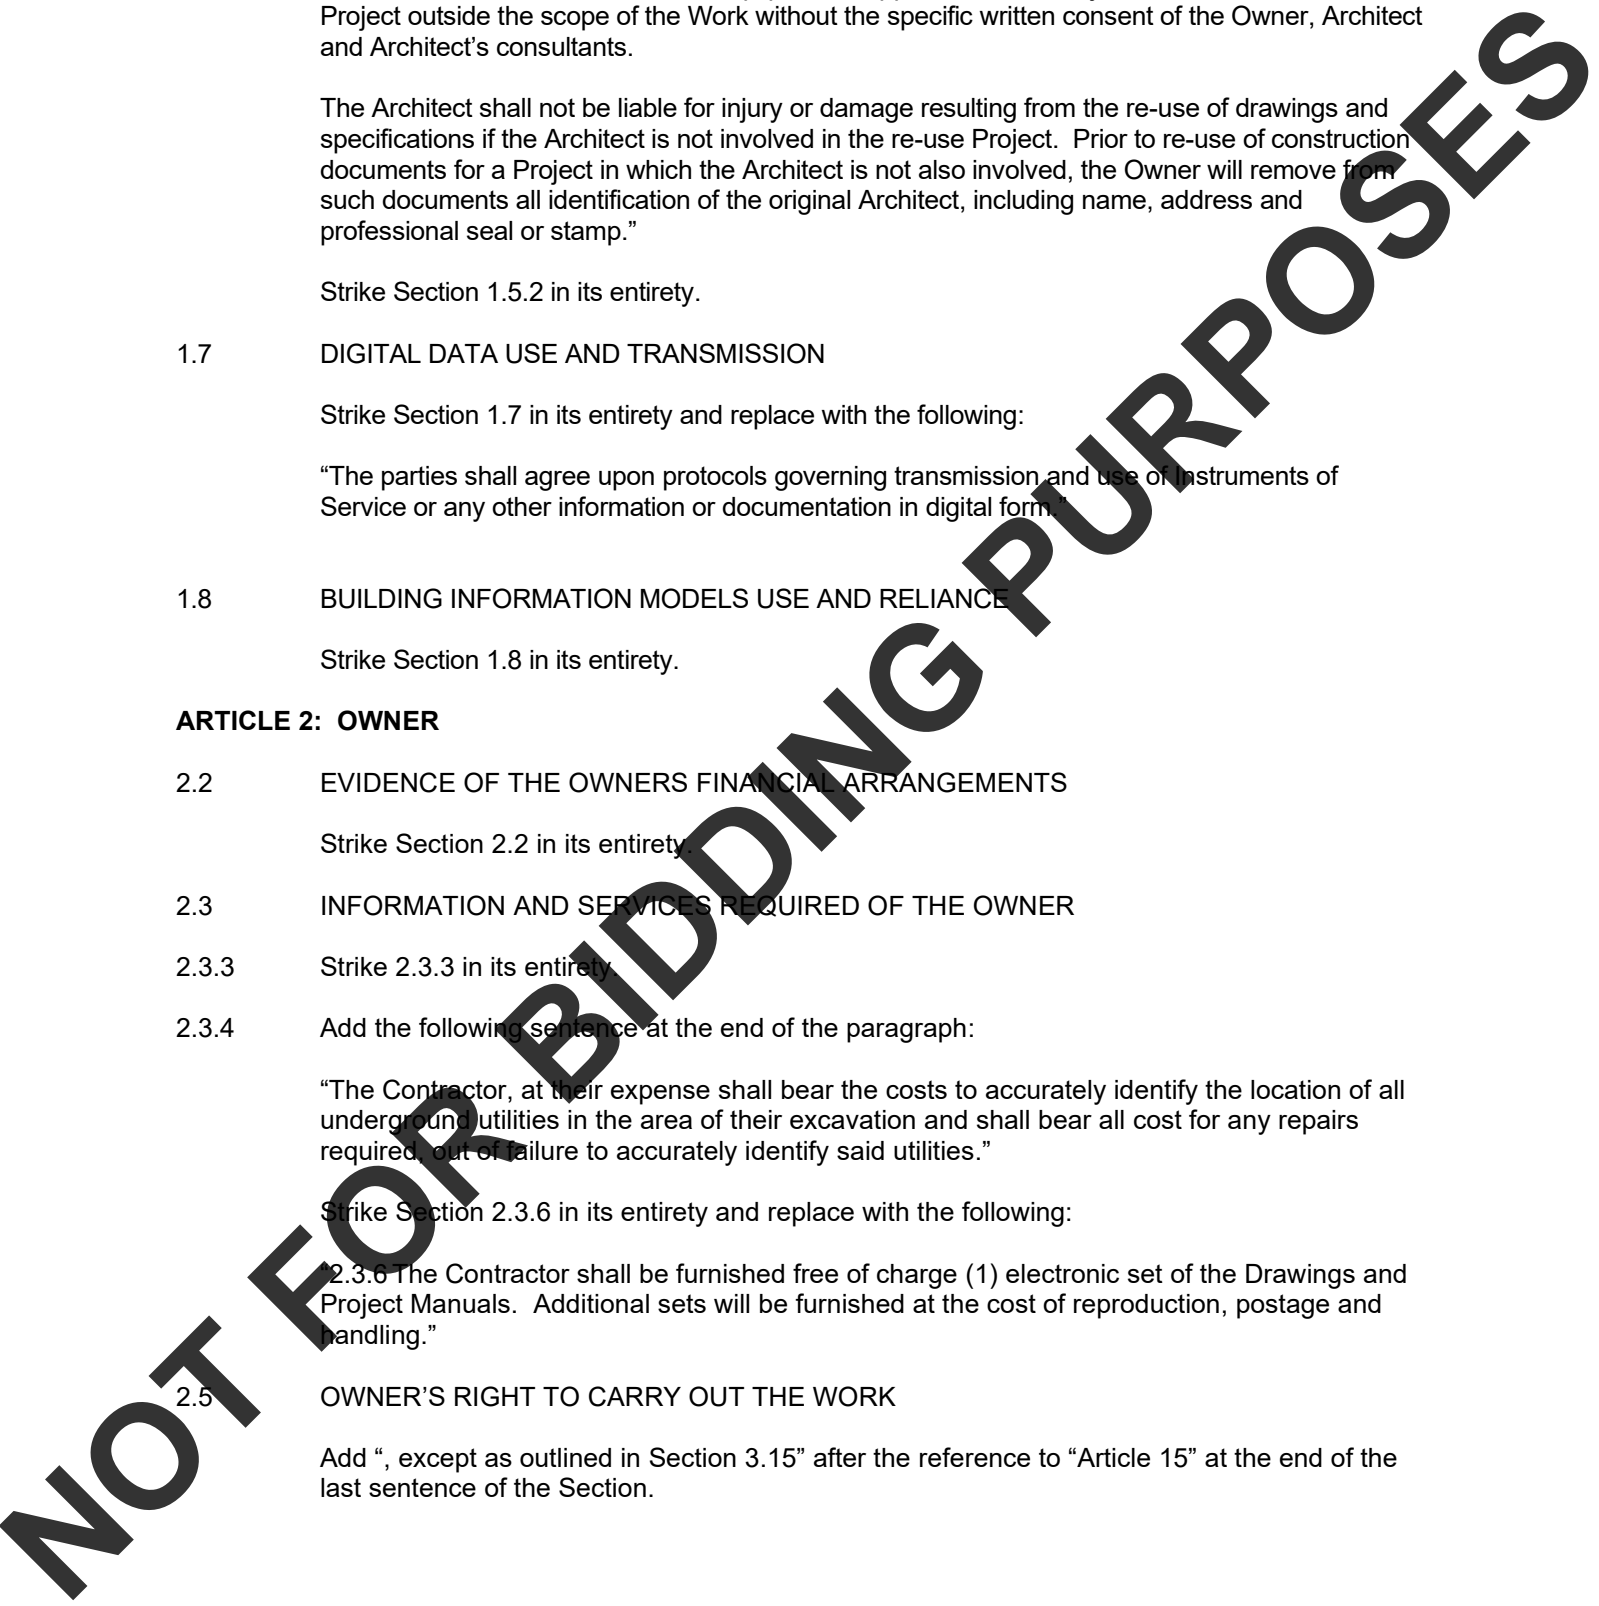 Project outside the scope of the Work without the specific written consent of the Owner, Architect
and Architect’s consultants.
The Architect shall not be liable for injury or damage resulting from the re-use of drawings and
specifications if the Architect is not involved in the re-use Project.  Prior to re-use of construction
documents for a Project in which the Architect is not also involved, the Owner will remove from
such documents all identification of the original Architect, including name, address and
professional seal or stamp.”
Strike Section 1.5.2 in its entirety.
1.7 DIGITAL DATA USE AND TRANSMISSION
Strike Section 1.7 in its entirety and replace with the following:
“The parties shall agree upon protocols governing transmission and use of Instruments of
Service or any other information or documentation in digital form.”
1.8 BUILDING INFORMATION MODELS USE AND RELIANCE
Strike Section 1.8 in its entirety.
ARTICLE 2:  OWNER
2.2 EVIDENCE OF THE OWNERS FINANCIAL ARRANGEMENTS
Strike Section 2.2 in its entirety.
2.3 INFORMATION AND SERVICES REQUIRED OF THE OWNER
2.3.3 Strike 2.3.3 in its entirety.
2.3.4 Add the following sentence at the end of the paragraph:
“The Contractor, at their expense shall bear the costs to accurately identify the location of all
underground utilities in the area of their excavation and shall bear all cost for any repairs
required, out of failure to accurately identify said utilities.”
Strike Section 2.3.6 in its entirety and replace with the following:
“2.3.6 The Contractor shall be furnished free of charge (1) electronic set of the Drawings and
Project Manuals.  Additional sets will be furnished at the cost of reproduction, postage and
handling.”
2.5 OWNER’S RIGHT TO CARRY OUT THE WORK
Add “, except as outlined in Section 3.15” after the reference to “Article 15” at the end of the
last sentence of the Section.
NOT FOR BIDDING PURPOSES